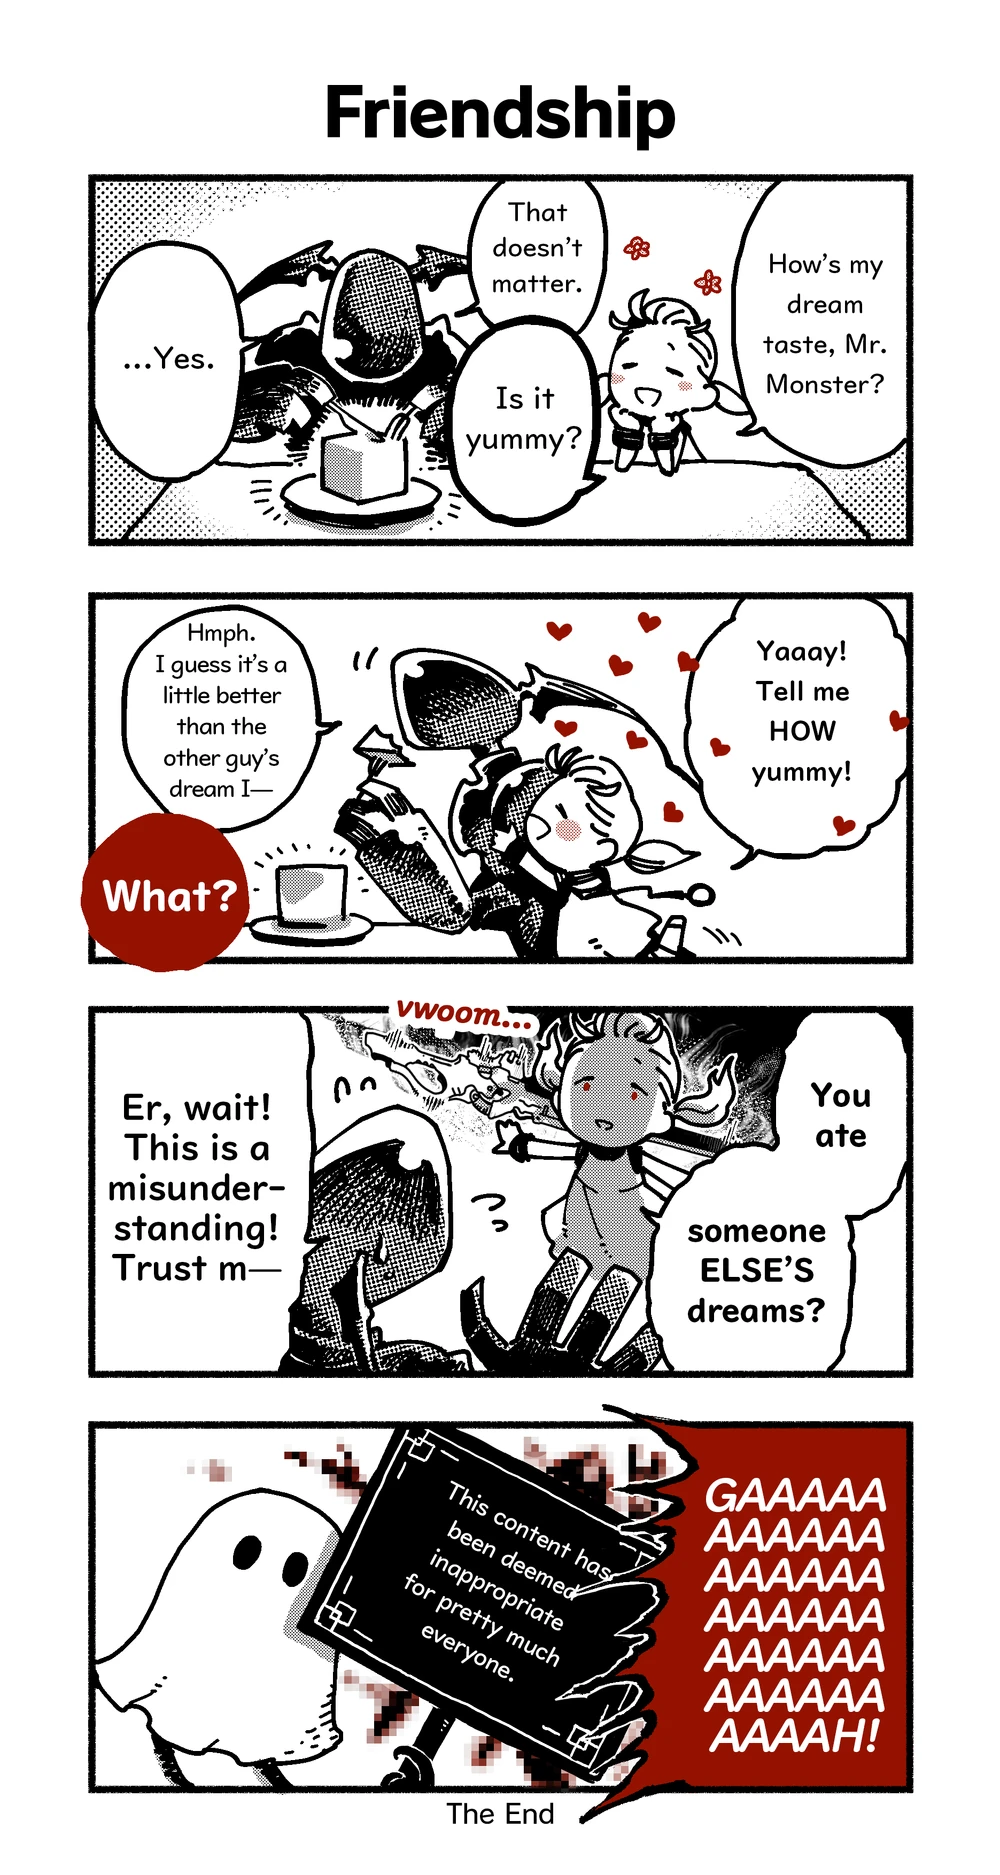 Friendship
How's my
dream
taste, Mr.
Monster?
That
doesn't
matter.
Is it
yummy?
...Yes.
Yaaay!
Tell me
HOW
yummy!
Hmph.
I guess it's a
little better
than the
other guy's
dream I—
What?
vwoom...
You
ate
someone
ELSE'S
dreams?
Er, wait!
This is a
misunder-
standing!
Trust m—
GAAAAA
AAAAAA
AAAAAA
AAAAAA
AAAAAA
AAAAAA
AAAAH!
This content has
been deemed
inappropriate
for pretty much
everyone.
The End